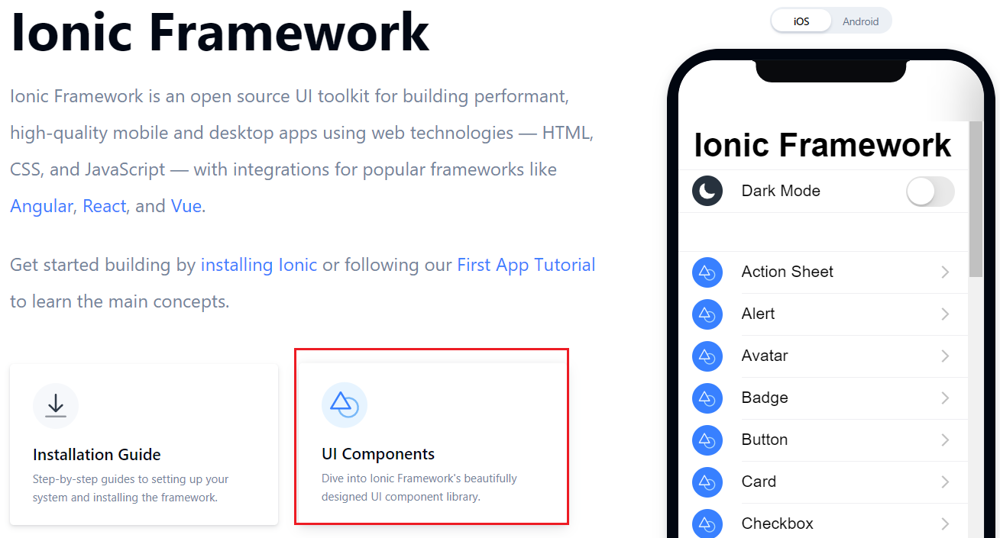 Ionic Framework
Ionic Framework is an open source UI toolkit for building performant,
high-quality mobile and desktop apps using web technologies — HTML,
CSS, and JavaScript — with integrations for popular frameworks like
Angular, React, and Vue.
Get started building by installing Ionic or following our First App Tutorial
to learn the main concepts.
Installation Guide
Step-by-step guides to setting up your
system and installing the framework.
UI Components
Dive into Ionic Framework's beautifully
designed UI component library.
iOS
Android
Ionic Framework
Dark Mode
Action Sheet
Alert
Avatar
Badge
Button
Card
Checkbox